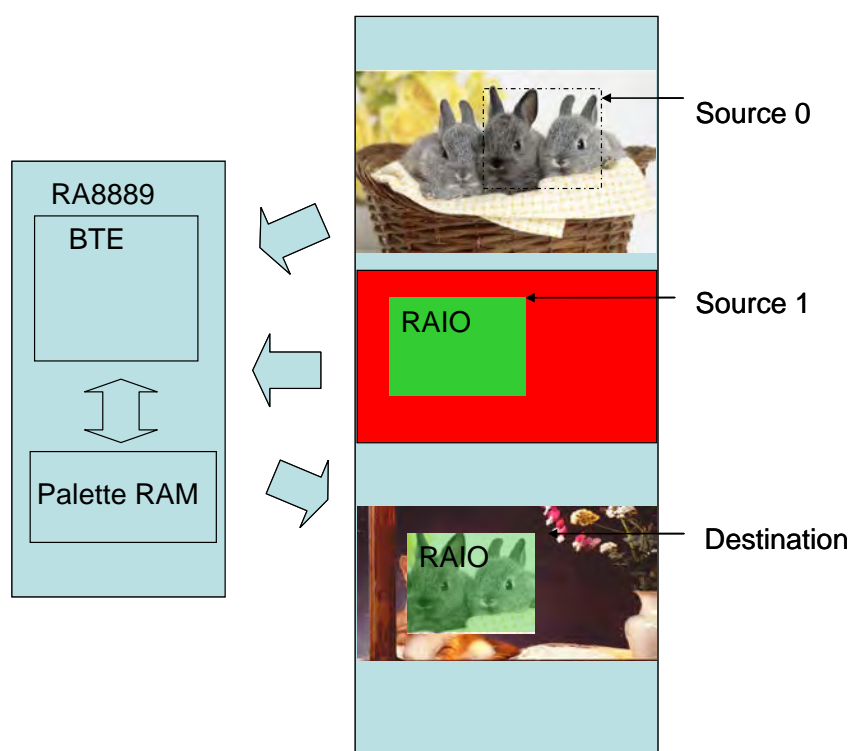 RA8889
BTE
Palette RAM
Source 0
RAIO
Source 1
RAIO
Destination